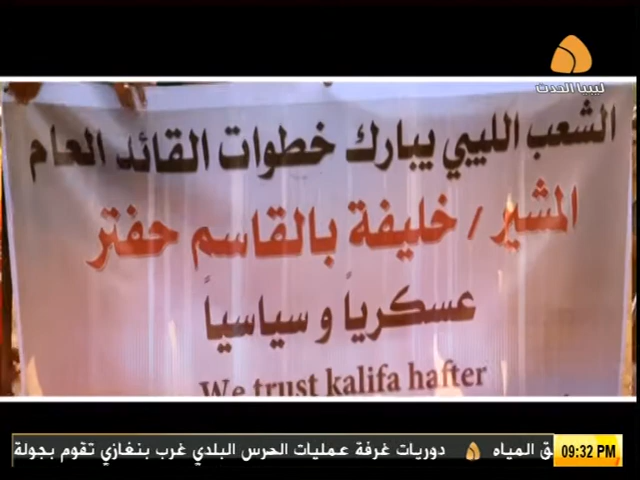 ليبيا الحدث
الشعب الليبي يبارك خطوات القائد العام
المشير / خليفة بالقاسم حفتر
عسكرياً و سياسياً
We trust kalifa hafter
ق المياه دوريات غرفة عمليات الحرس البلدي غرب بنغازي تقوم بجولة
09:32 PM